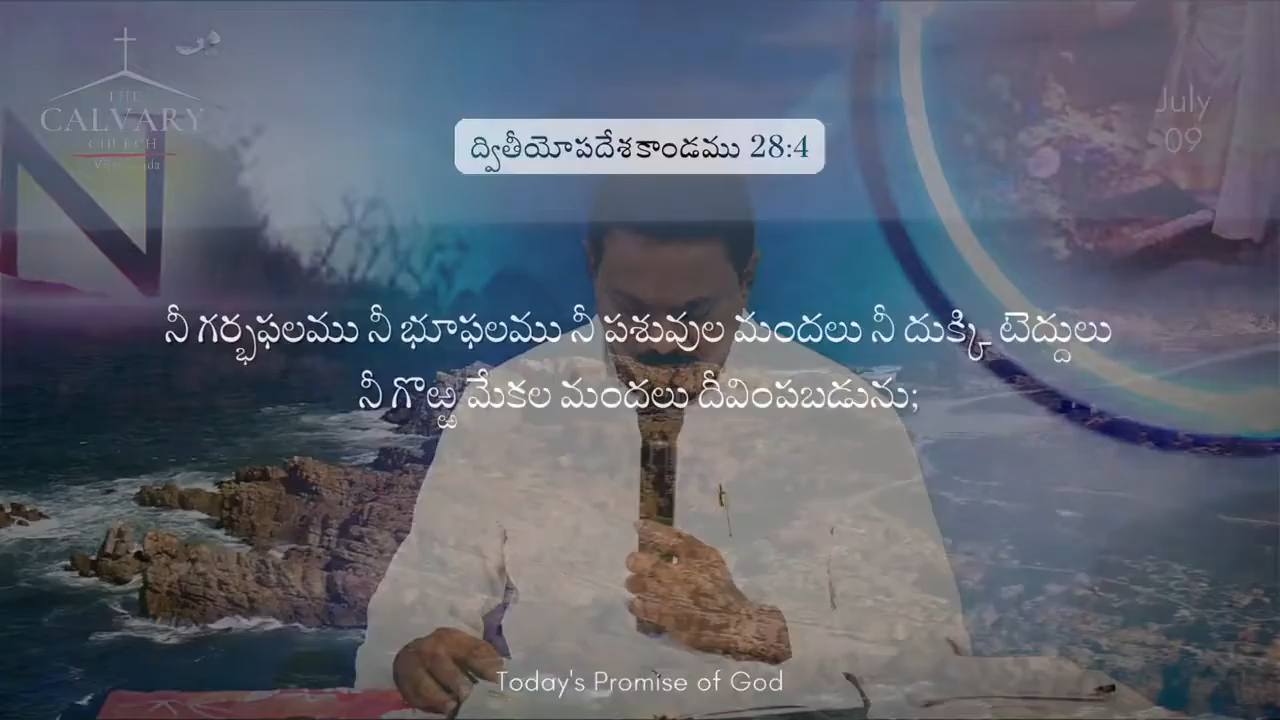 THE
CALVARY
CHURCH
July
09
ద్వితీయోపదేశకాండము 28:4
N
నీ గర్భఫలము నీ భూఫలము నీ పశువుల మందలు నీ దుక్కి టెద్దులు
నీ గొఱ్ఱ మేకల మందలు దీవింపబడును;
Today's Promise of God